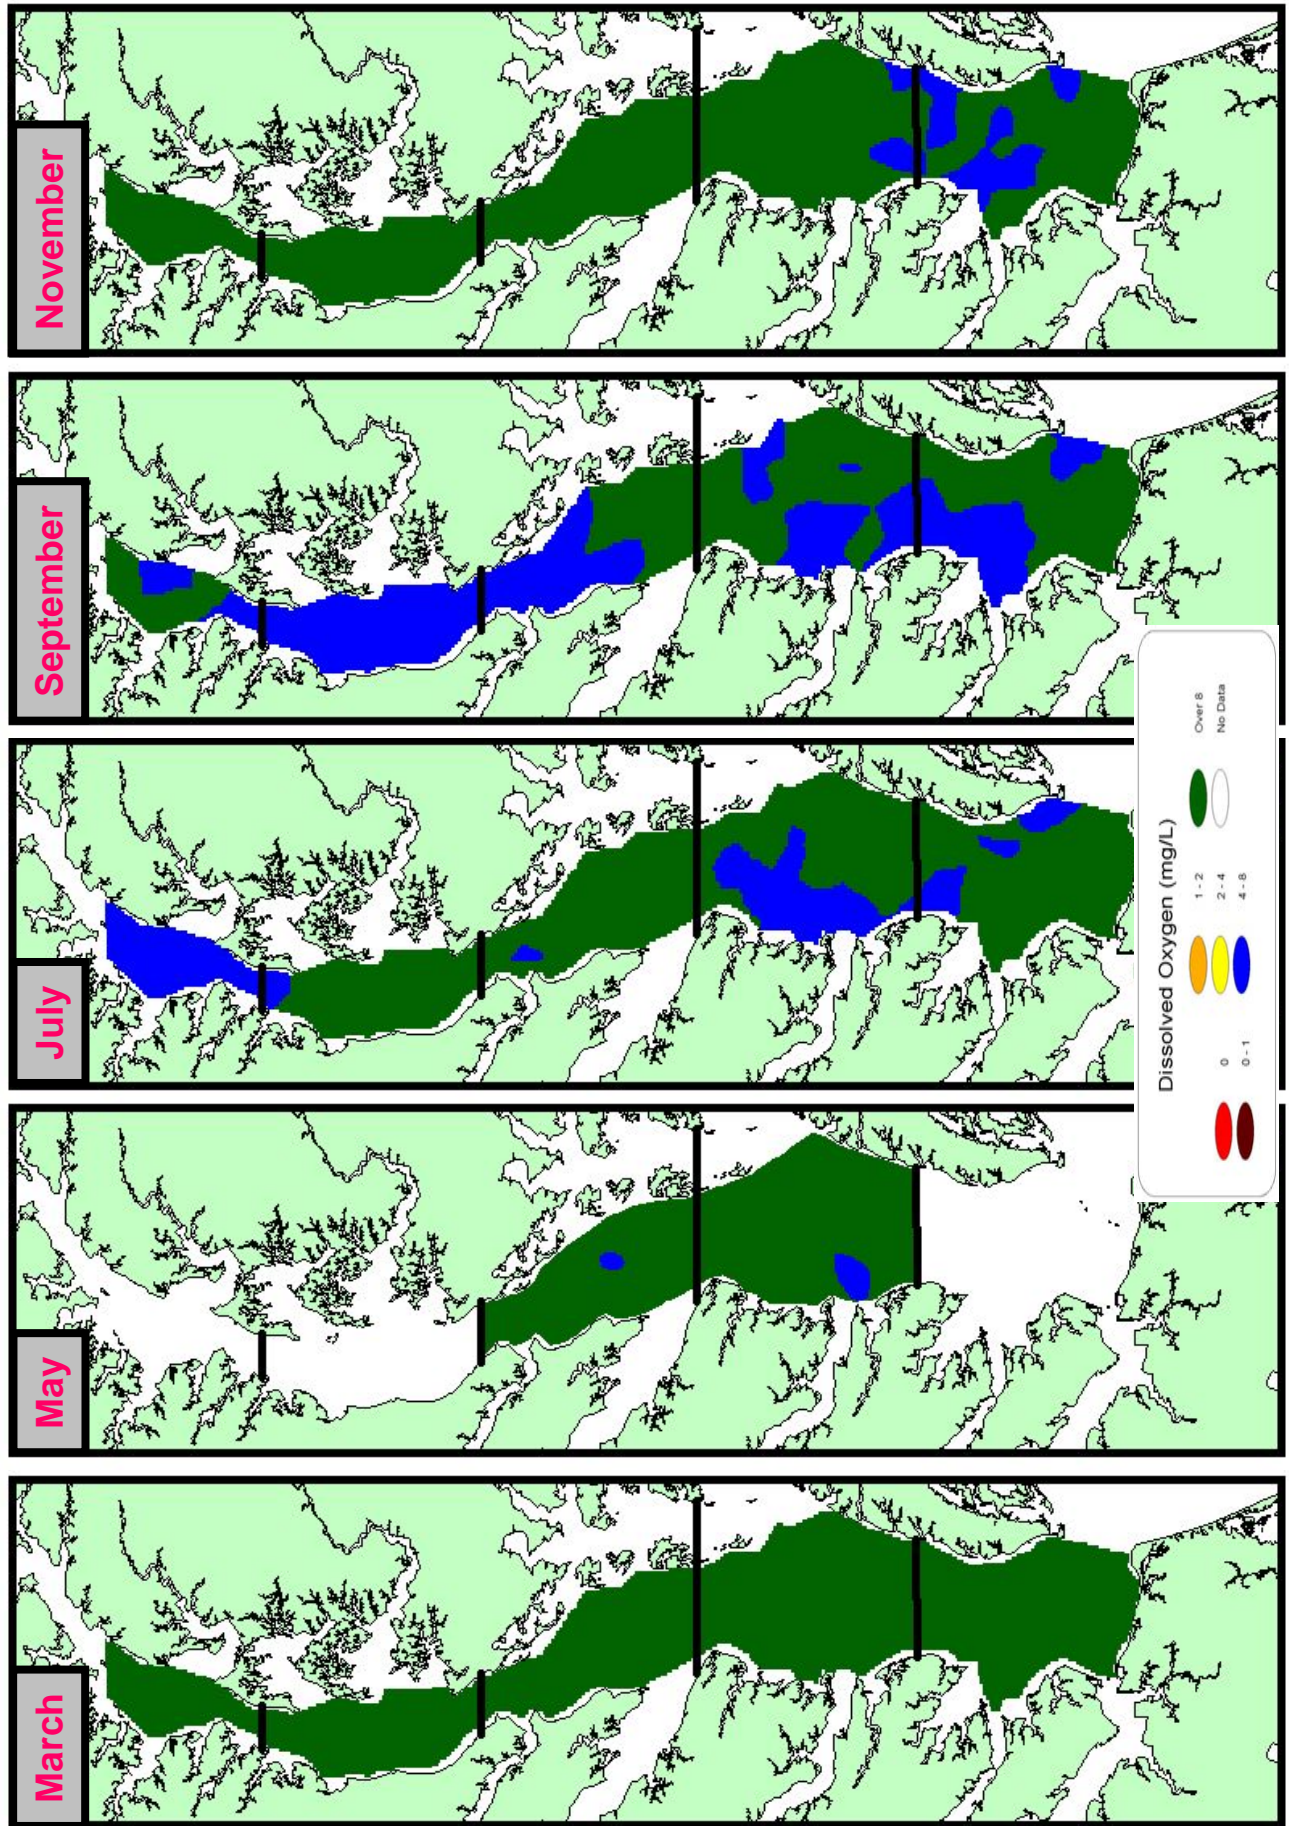 March
May
July
September
November
Dissolved Oxygen (mg/L)
0
0 - 1
1 - 2
2 - 4
4 - 8
Over 8
No Data